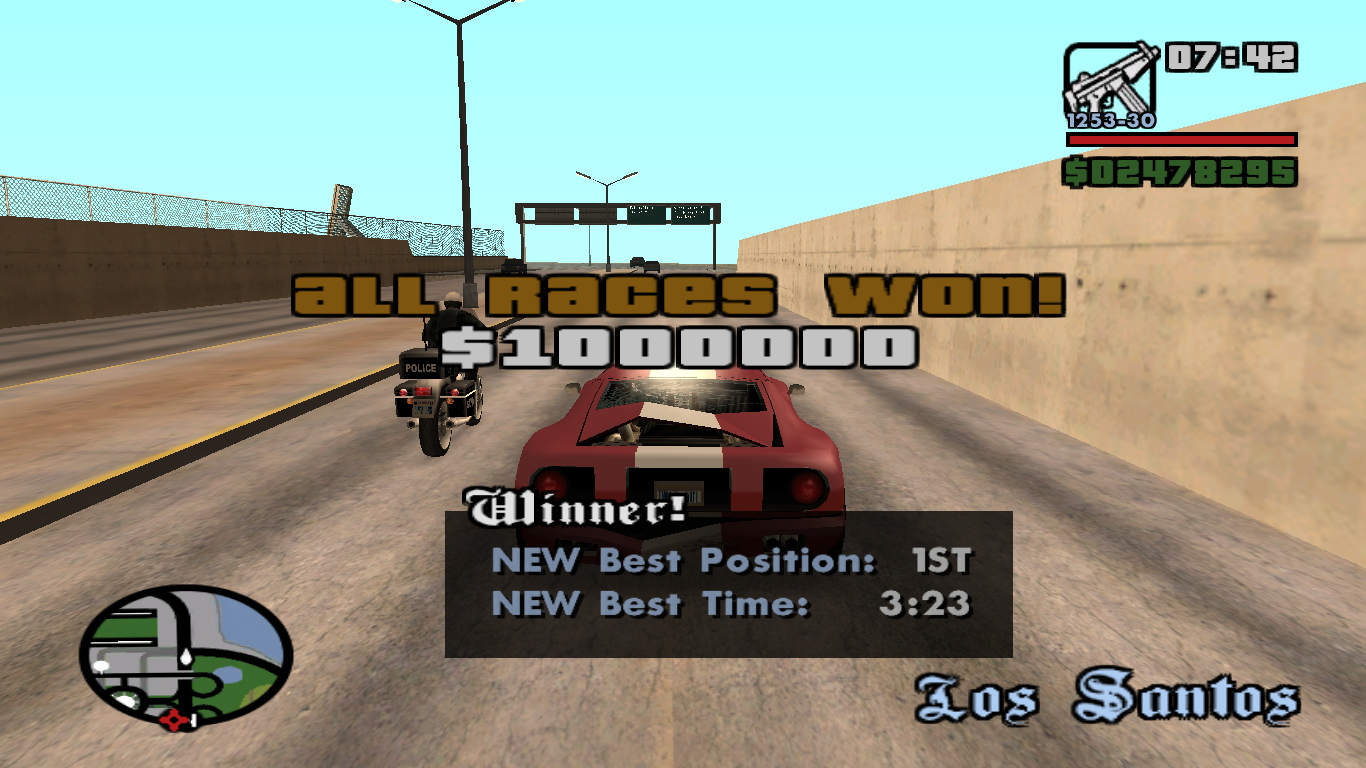 07:42
1253-30
$02478295
ALL RACES WON!
$1000000
POLICE
Winner!
NEW Best Position: 1ST
NEW Best Time: 3:23
Los Santos